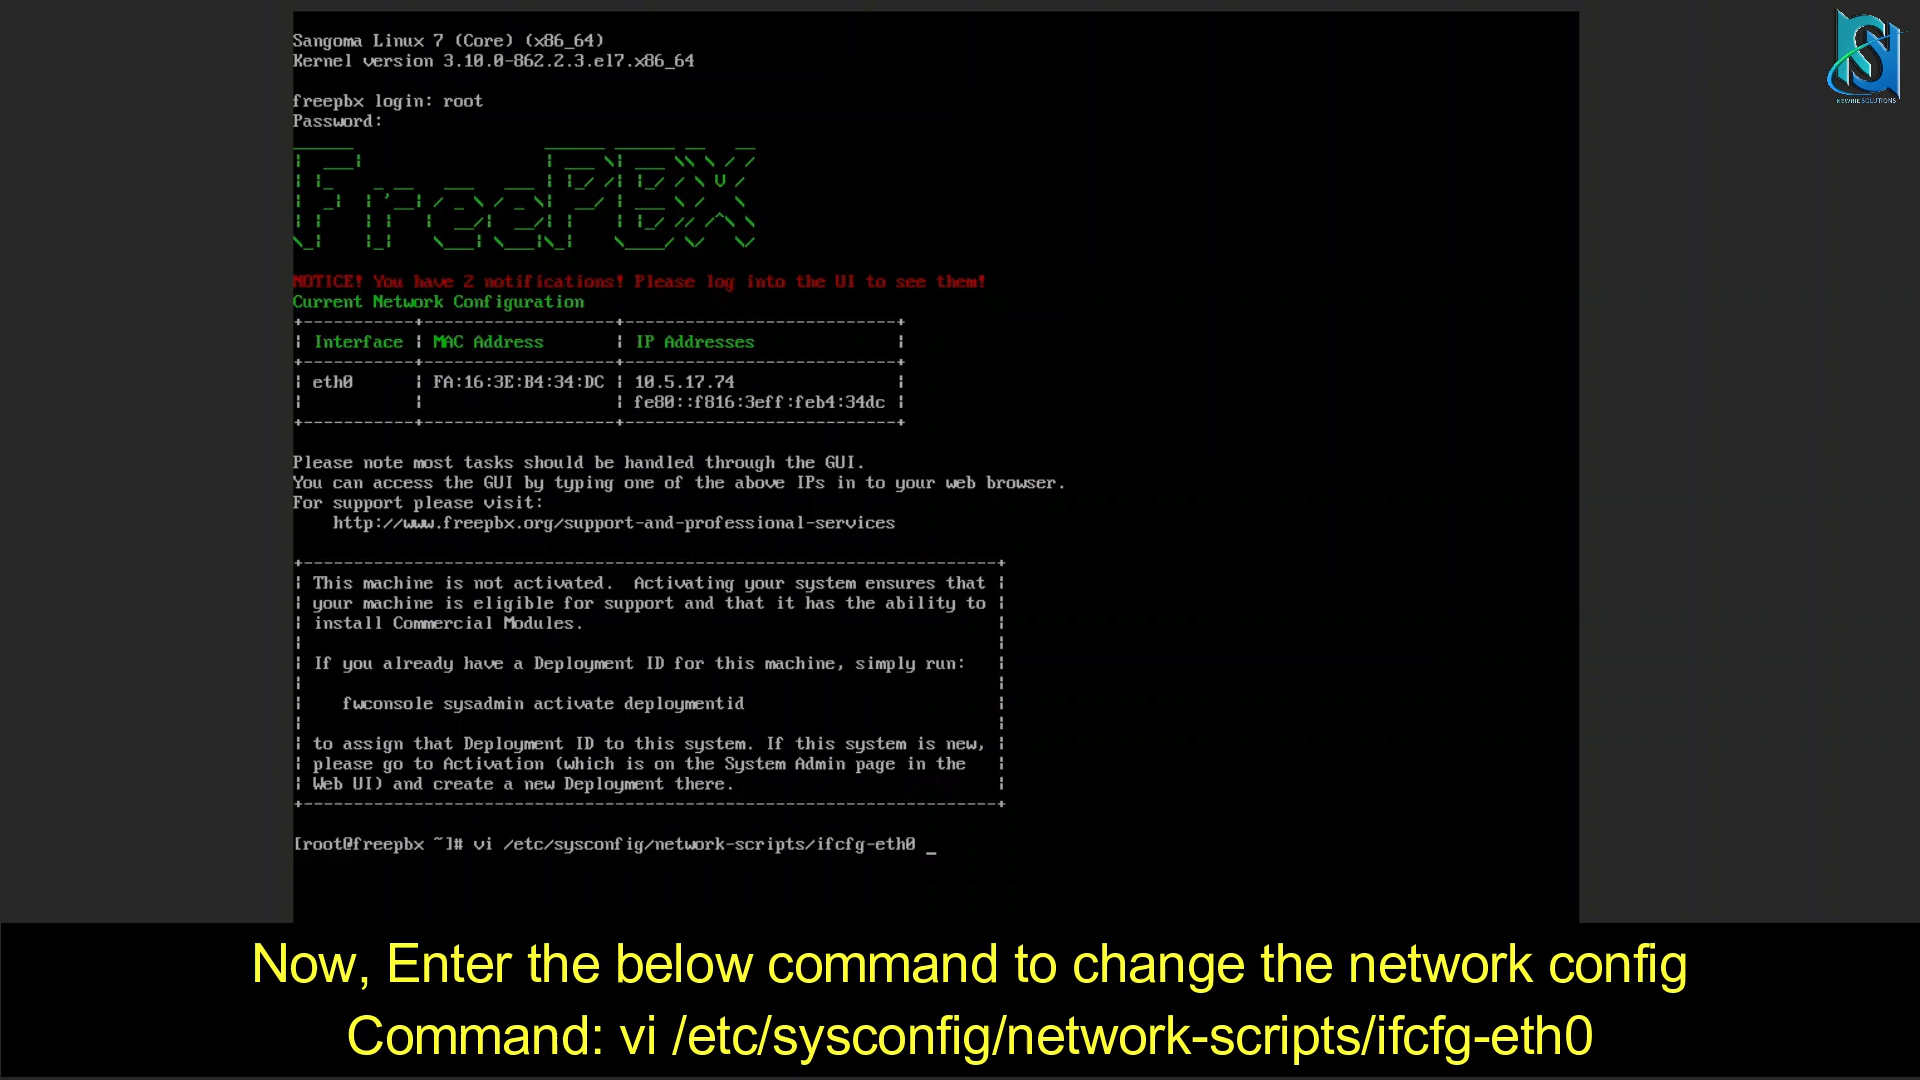 Sangoma Linux 7 (Core) (x86_64)
Kernel version 3.10.0-862.2.3.el7.x86_64
freepbx login: root
Password:
FreePBX
NOTICE! You have 2 notifications! Please log into the UI to see them!
Current Network Configuration
Interface | MAC Address | IP Addresses
eth0 | FA:16:3E:B4:34:DC | 10.5.17.74
fe80::f816:3eff:feb4:34dc
Please note most tasks should be handled through the GUI.
You can access the GUI by typing one of the above IPs in to your web browser.
For support please visit:
http://www.freepbx.org/support-and-professional-services
This machine is not activated.  Activating your system ensures that
your machine is eligible for support and that it has the ability to
install Commercial Modules.
If you already have a Deployment ID for this machine, simply run:
fwconsole sysadmin activate deploymentid
to assign that Deployment ID to this system. If this system is new,
please go to Activation (which is on the System Admin page in the
Web UI) and create a new Deployment there.
[root@freepbx ~]# vi /etc/sysconfig/network-scripts/ifcfg-eth0 _
NEWBIE SOLUTIONS
Now, Enter the below command to change the network config
Command: vi /etc/sysconfig/network-scripts/ifcfg-eth0